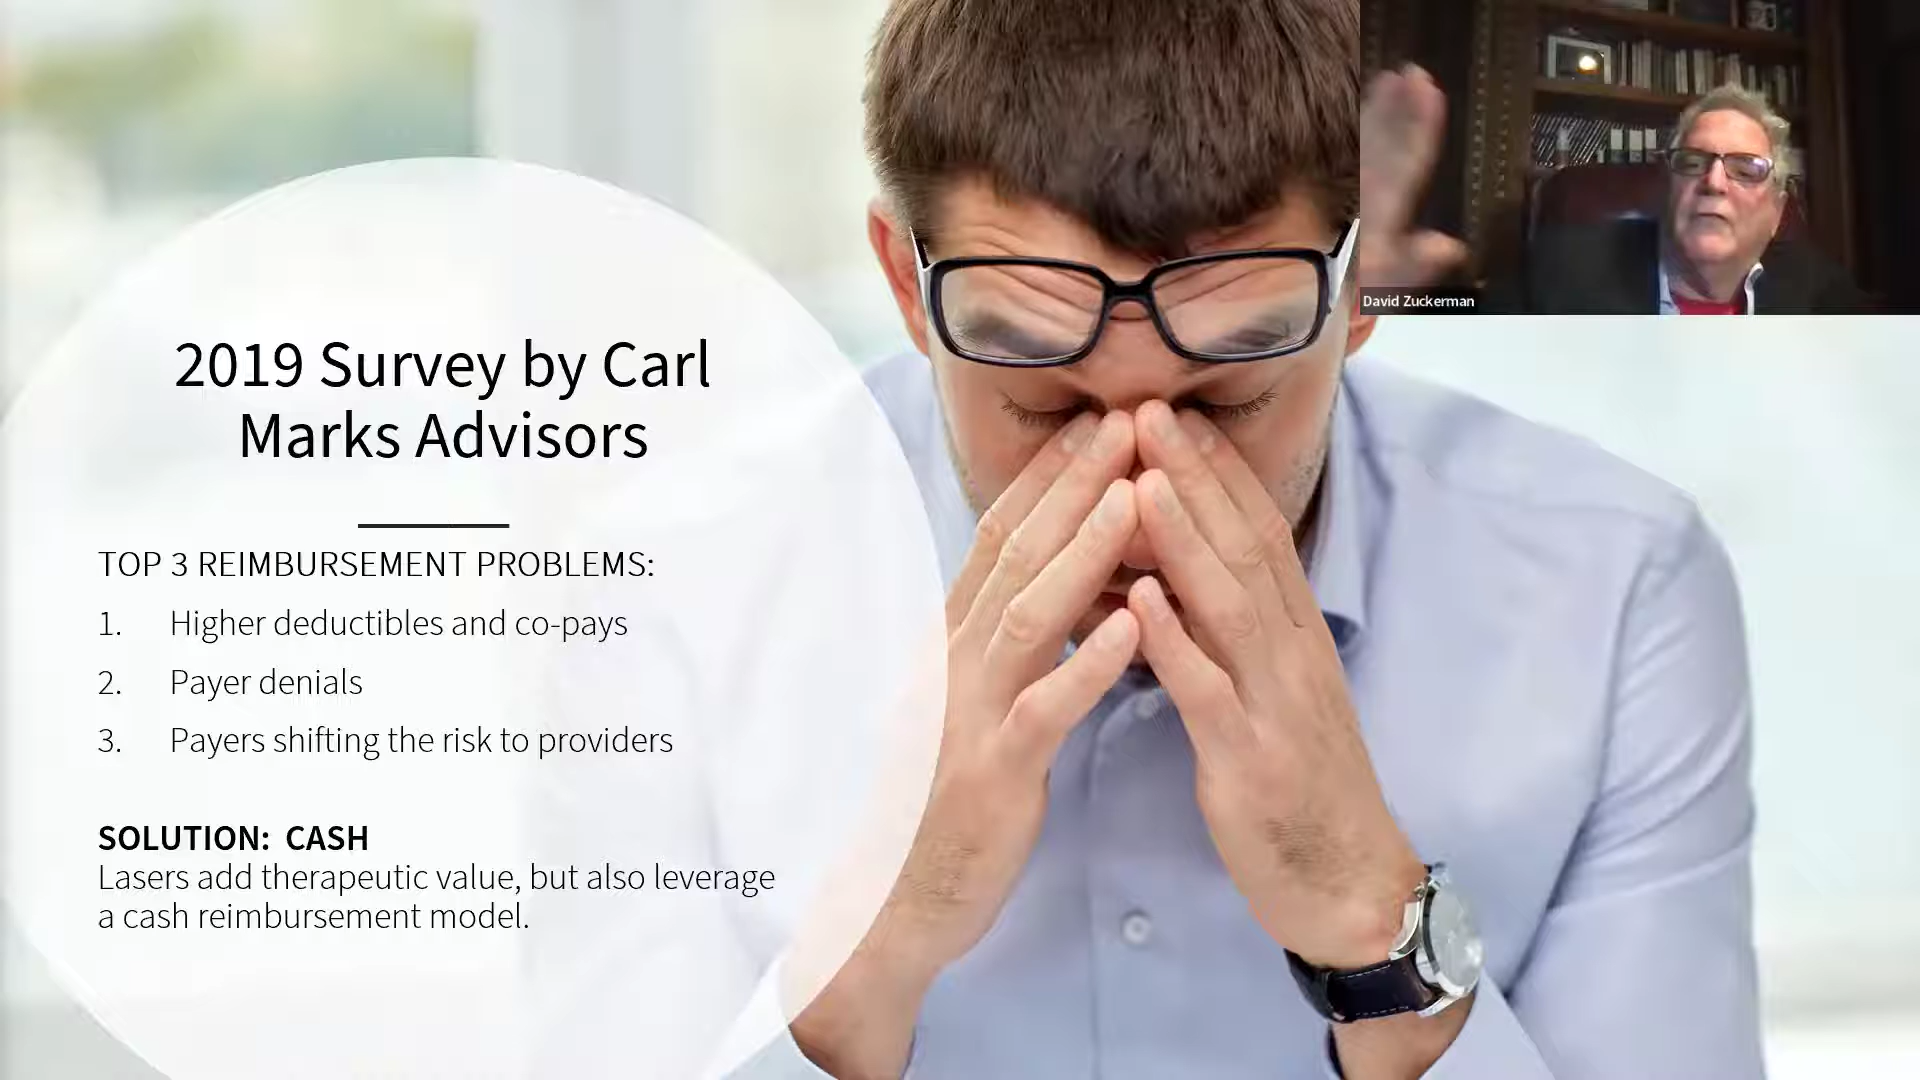 2019 Survey by Carl
Marks Advisors
TOP 3 REIMBURSEMENT PROBLEMS:
1. Higher deductibles and co-pays
2. Payer denials
3. Payers shifting the risk to providers
SOLUTION: CASH
Lasers add therapeutic value, but also leverage
a cash reimbursement model.
David Zuckerman